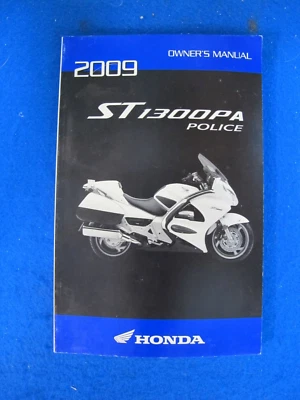 OWNER'S MANUAL
2009
ST1300PA
POLICE
HONDA